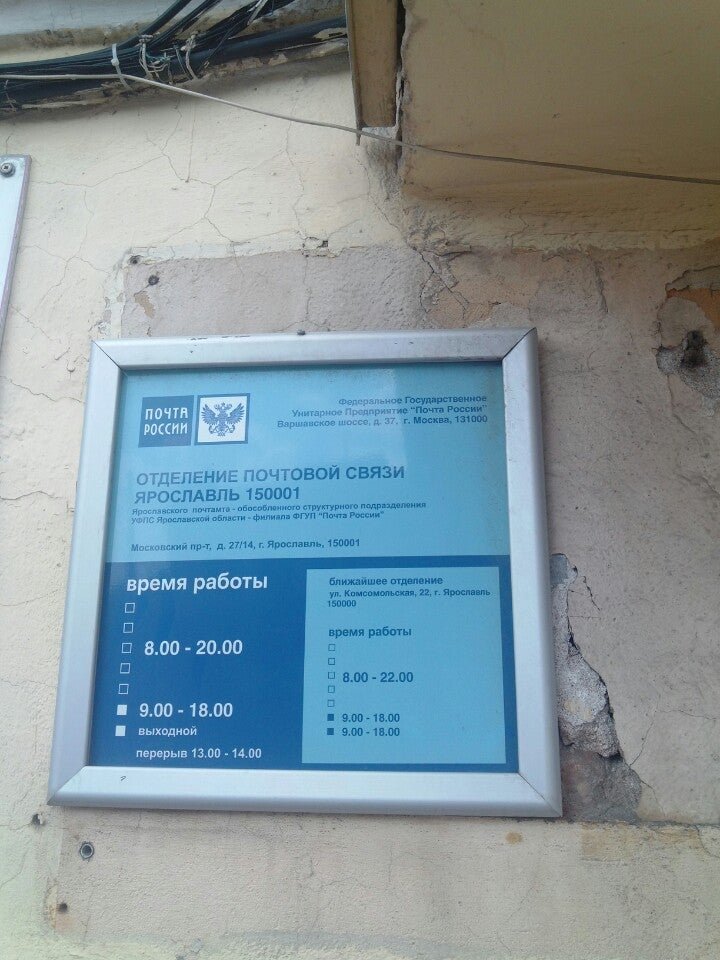 ПОЧТА
РОССИИ
Федеральное Государственное
Унитарное Предприятие "Почта России"
Варшавское шоссе, д. 37, г. Москва, 131000
ОТДЕЛЕНИЕ ПОЧТОВОЙ СВЯЗИ
ЯРОСЛАВЛЬ 150001
Ярославского почтамта - обособленного структурного подразделения
УФПС Ярославской области - филиала ФГУП "Почта России"
Московский пр-т, д. 27/14, г. Ярославль, 150001
время работы
8.00 - 20.00
9.00 - 18.00
выходной
перерыв 13.00 - 14.00
ближайшее отделение
ул. Комсомольская, 22, г. Ярославль
150000
время работы
8.00 - 22.00
9.00 - 18.00
9.00 - 18.00